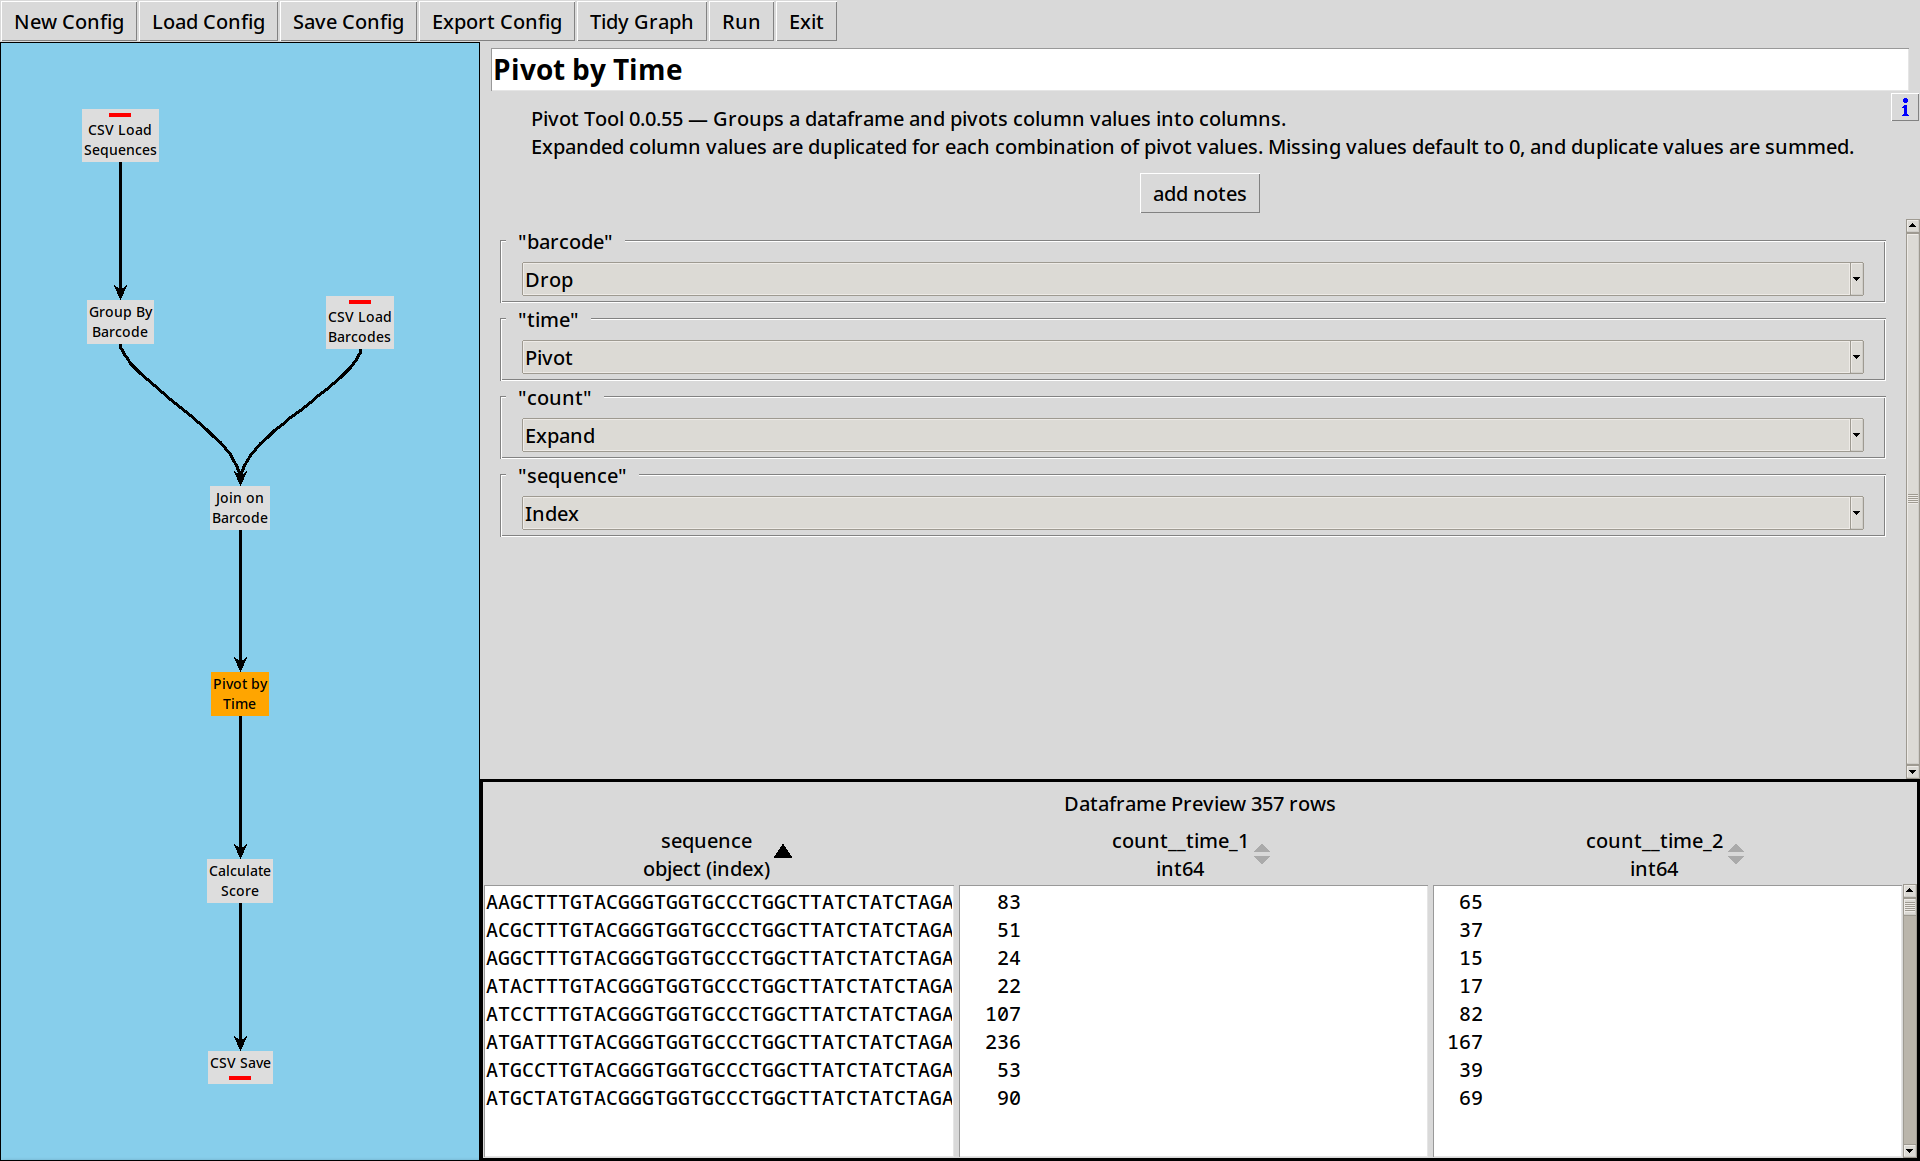 New Config Load Config Save Config Export Config Tidy Graph Run Exit
CSV Load
Sequences
Group By
Barcode
CSV Load
Barcodes
Join on
Barcode
Pivot by
Time
Calculate
Score
CSV Save
Pivot by Time
i
Pivot Tool 0.0.55 — Groups a dataframe and pivots column values into columns.
Expanded column values are duplicated for each combination of pivot values. Missing values default to 0, and duplicate values are summed.
add notes
"barcode"
Drop
"time"
Pivot
"count"
Expand
"sequence"
Index
Dataframe Preview 357 rows
sequence count__time_1 count__time_2
object (index) int64 int64
AAGCTTTGTACGGGTGGTGCCCTGGCTTATCTATCTAGA 83 65
ACGCTTTGTACGGGTGGTGCCCTGGCTTATCTATCTAGA 51 37
AGGCTTTGTACGGGTGGTGCCCTGGCTTATCTATCTAGA 24 15
ATACTTTGTACGGGTGGTGCCCTGGCTTATCTATCTAGA 22 17
ATCCTTTGTACGGGTGGTGCCCTGGCTTATCTATCTAGA 107 82
ATGATTTGTACGGGTGGTGCCCTGGCTTATCTATCTAGA 236 167
ATGCCTTGTACGGGTGGTGCCCTGGCTTATCTATCTAGA 53 39
ATGCTATGTACGGGTGGTGCCCTGGCTTATCTATCTAGA 90 69